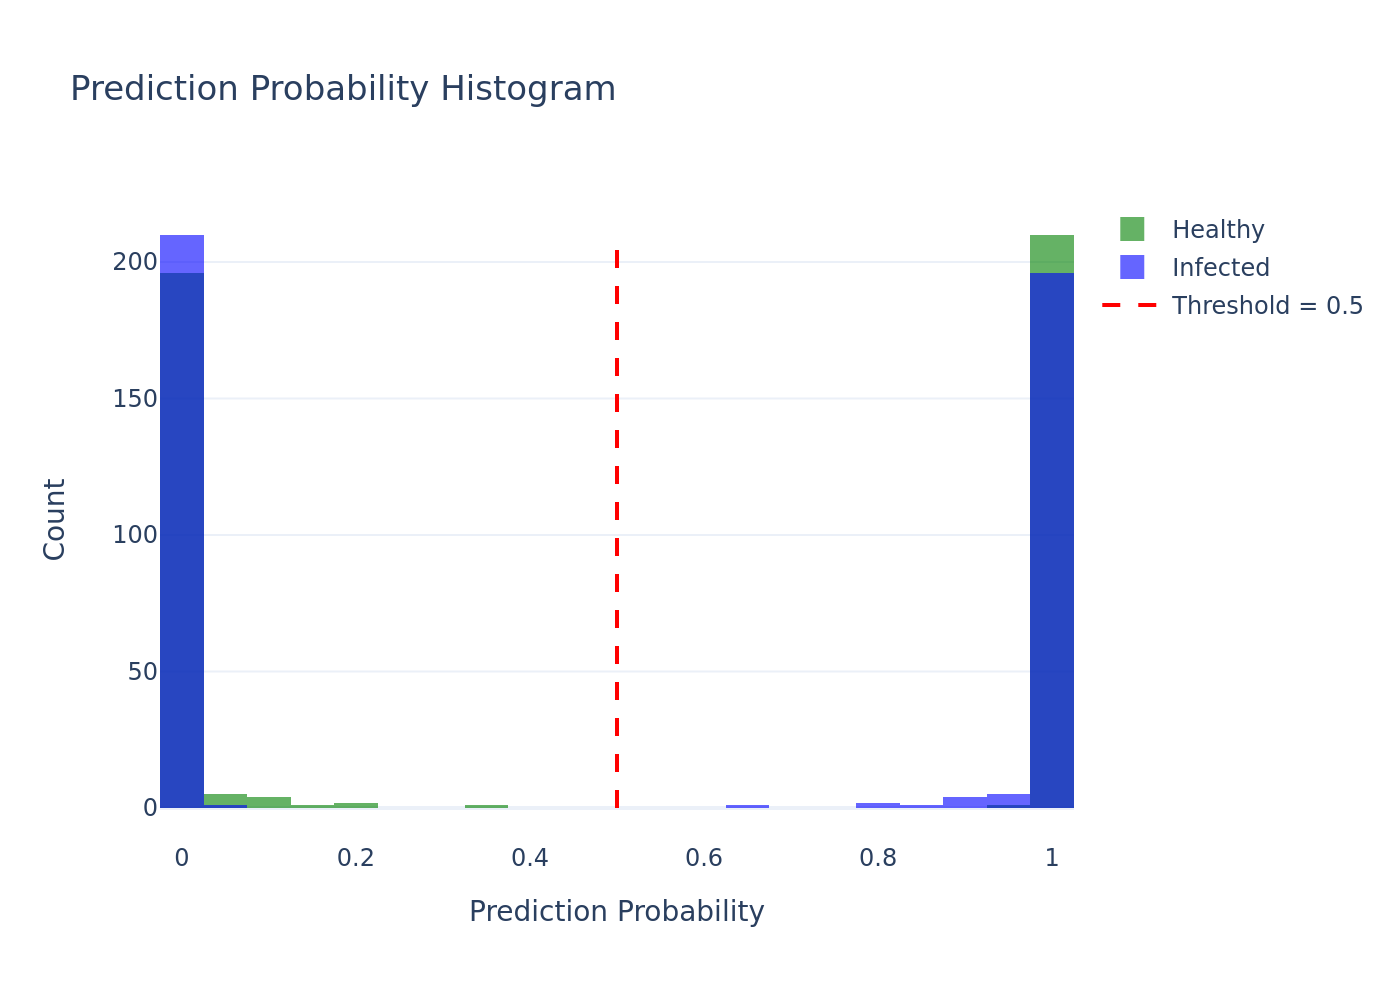 Prediction Probability Histogram
Healthy
Infected
Threshold = 0.5
200
150
100
50
0
Count
0 0.2 0.4 0.6 0.8 1
Prediction Probability